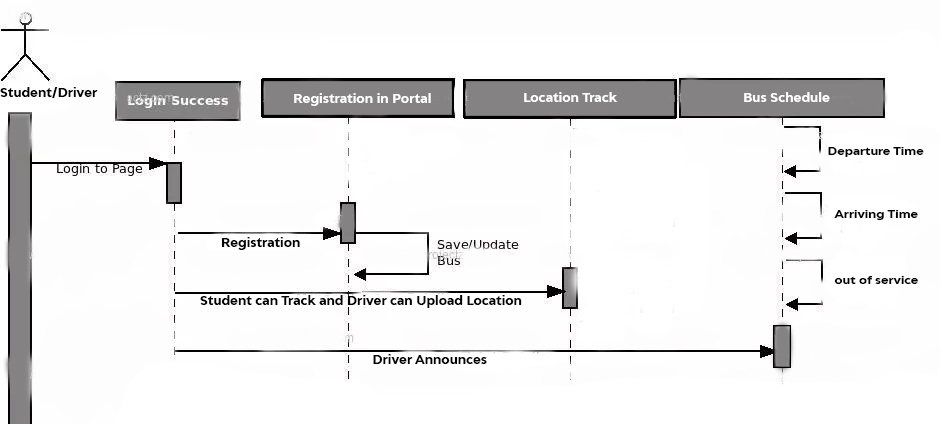 Student/Driver
Login Success
Registration in Portal
Location Track
Bus Schedule
Departure Time
Login to Page
Arriving Time
Registration
Save/Update
Bus
out of service
Student can Track and Driver can Upload Location
Driver Announces